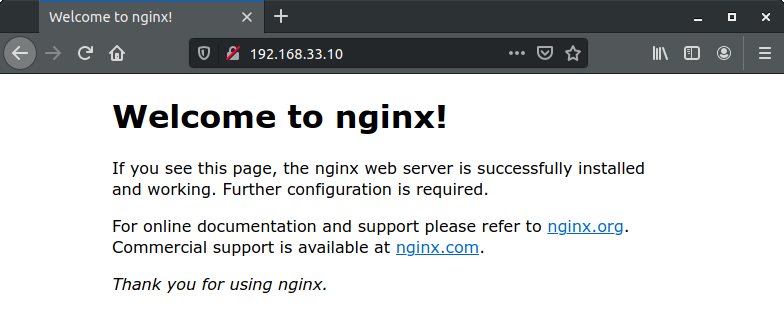 Welcome to nginx!
192.168.33.10
Welcome to nginx!
If you see this page, the nginx web server is successfully installed
and working. Further configuration is required.
For online documentation and support please refer to nginx.org.
Commercial support is available at nginx.com.
Thank you for using nginx.